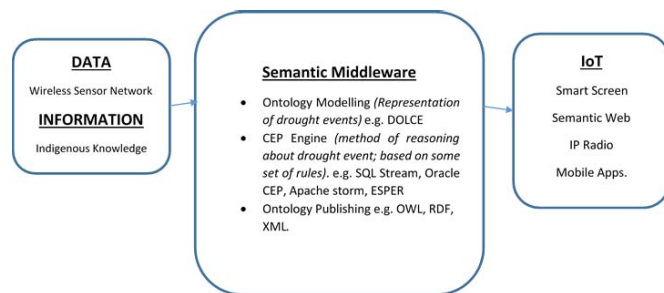 DATA
Wireless Sensor Network
INFORMATION
Indigenous Knowledge
Semantic Middleware
• Ontology Modelling (Representation
of drought events) e.g. DOLCE
• CEP Engine (method of reasoning
about drought event; based on some
set of rules). e.g. SQL Stream, Oracle
CEP, Apache storm, ESPER
• Ontology Publishing e.g. OWL, RDF,
XML.
IoT
Smart Screen
Semantic Web
IP Radio
Mobile Apps.